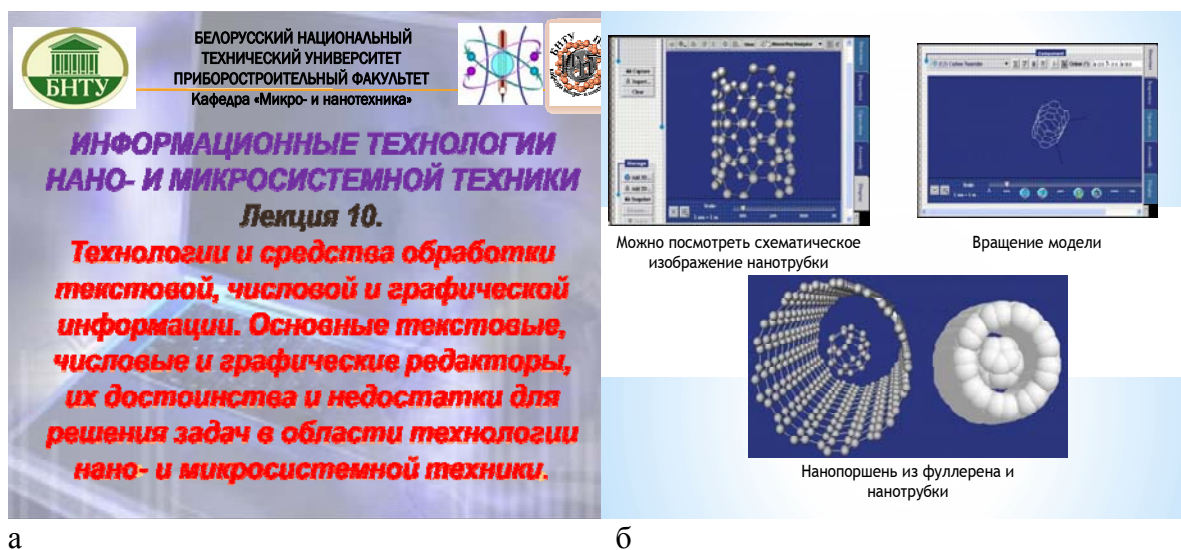 БЕЛОРУССКИЙ НАЦИОНАЛЬНЫЙ
ТЕХНИЧЕСКИЙ УНИВЕРСИТЕТ
ПРИБОРОСТРОИТЕЛЬНЫЙ ФАКУЛЬТЕТ
Кафедра «Микро- и нанотехника»
БНТУ
БНТУ
ИНФОРМАЦИОННЫЕ ТЕХНОЛОГИИ
НАНО- И МИКРОСИСТЕМНОЙ ТЕХНИКИ
Лекция 10.
Технологии и средства обработки
текстовой, числовой и графической
информации. Основные текстовые,
числовые и графические редакторы,
их достоинства и недостатки для
решения задач в области технологии
нано- и микросистемной техники.
Можно посмотреть схематическое
изображение нанотрубки
Вращение модели
Нанопоршень из фуллерена и
нанотрубки
а
б